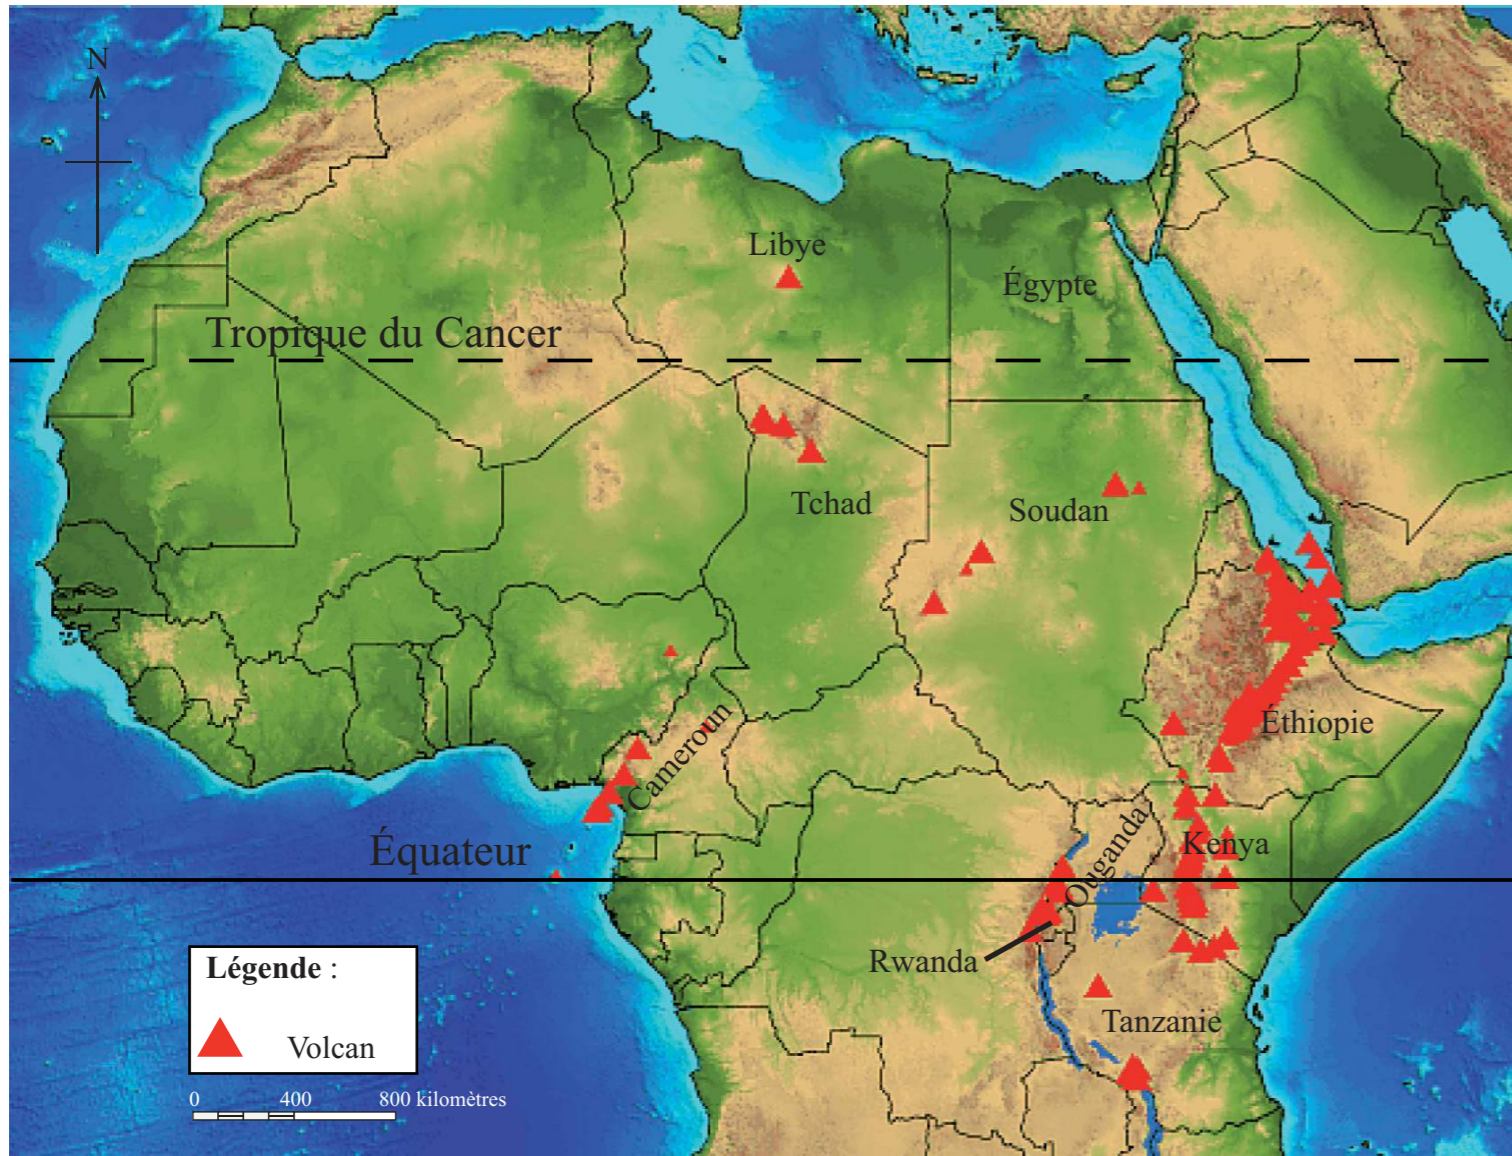 N
Libye
Égypte
Tropique du Cancer
Tchad
Soudan
Éthiopie
Cameroun
Équateur
Ouganda
Kenya
Rwanda
Tanzanie
Légende :
Volcan
0 400 800 kilomètres